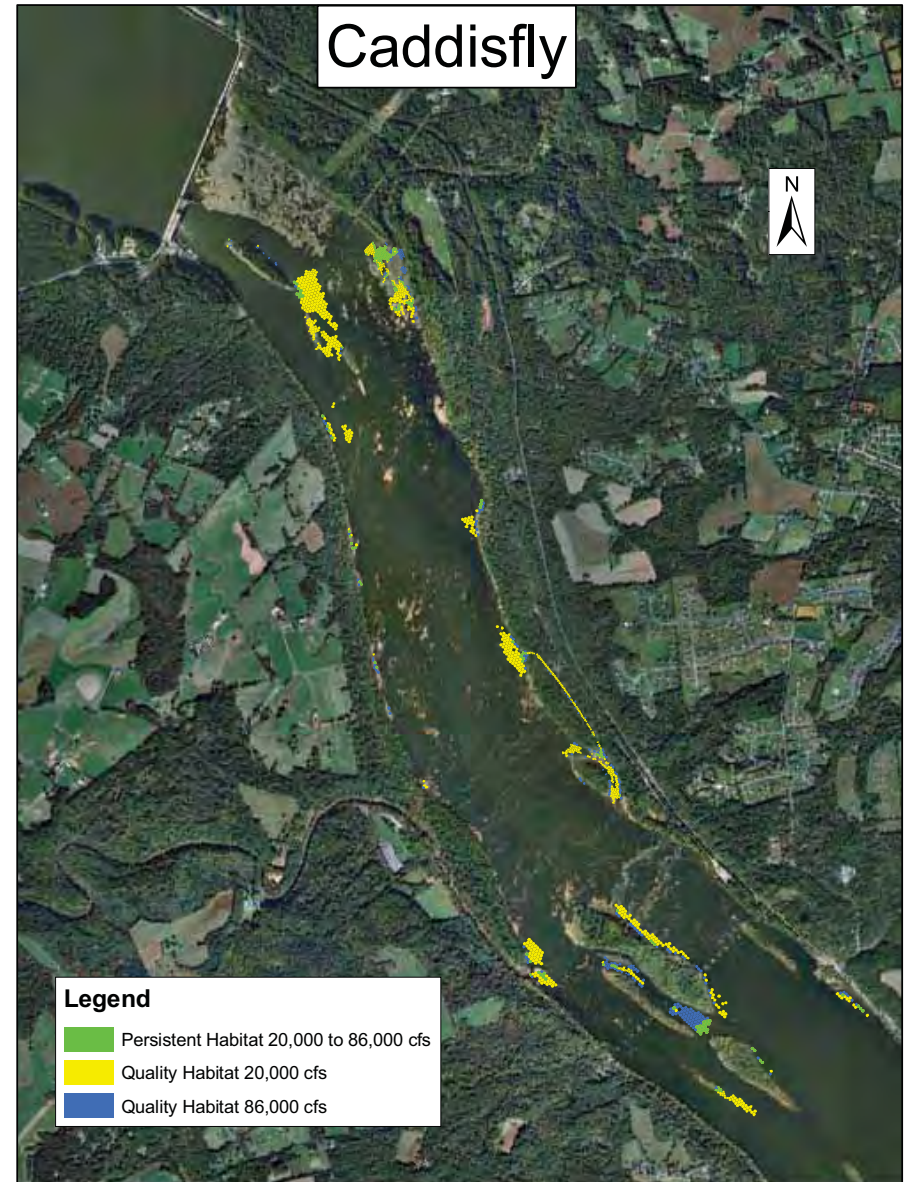 Caddisfly
N
Legend
Persistent Habitat 20,000 to 86,000 cfs
Quality Habitat 20,000 cfs
Quality Habitat 86,000 cfs